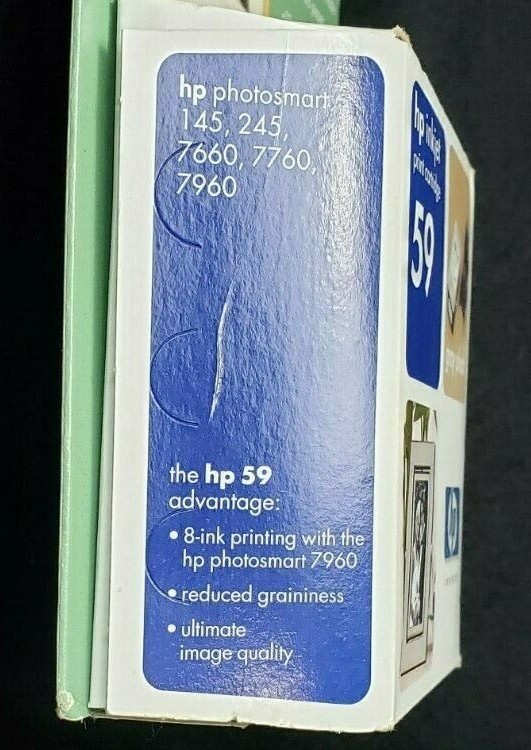 hp photosmart
145, 245,
7660, 7760,
7960
the hp 59
advantage:
• 8-ink printing with the
hp photosmart 7960
• reduced graininess
• ultimate
image quality
hp inkjet
print cartridge
59
hp